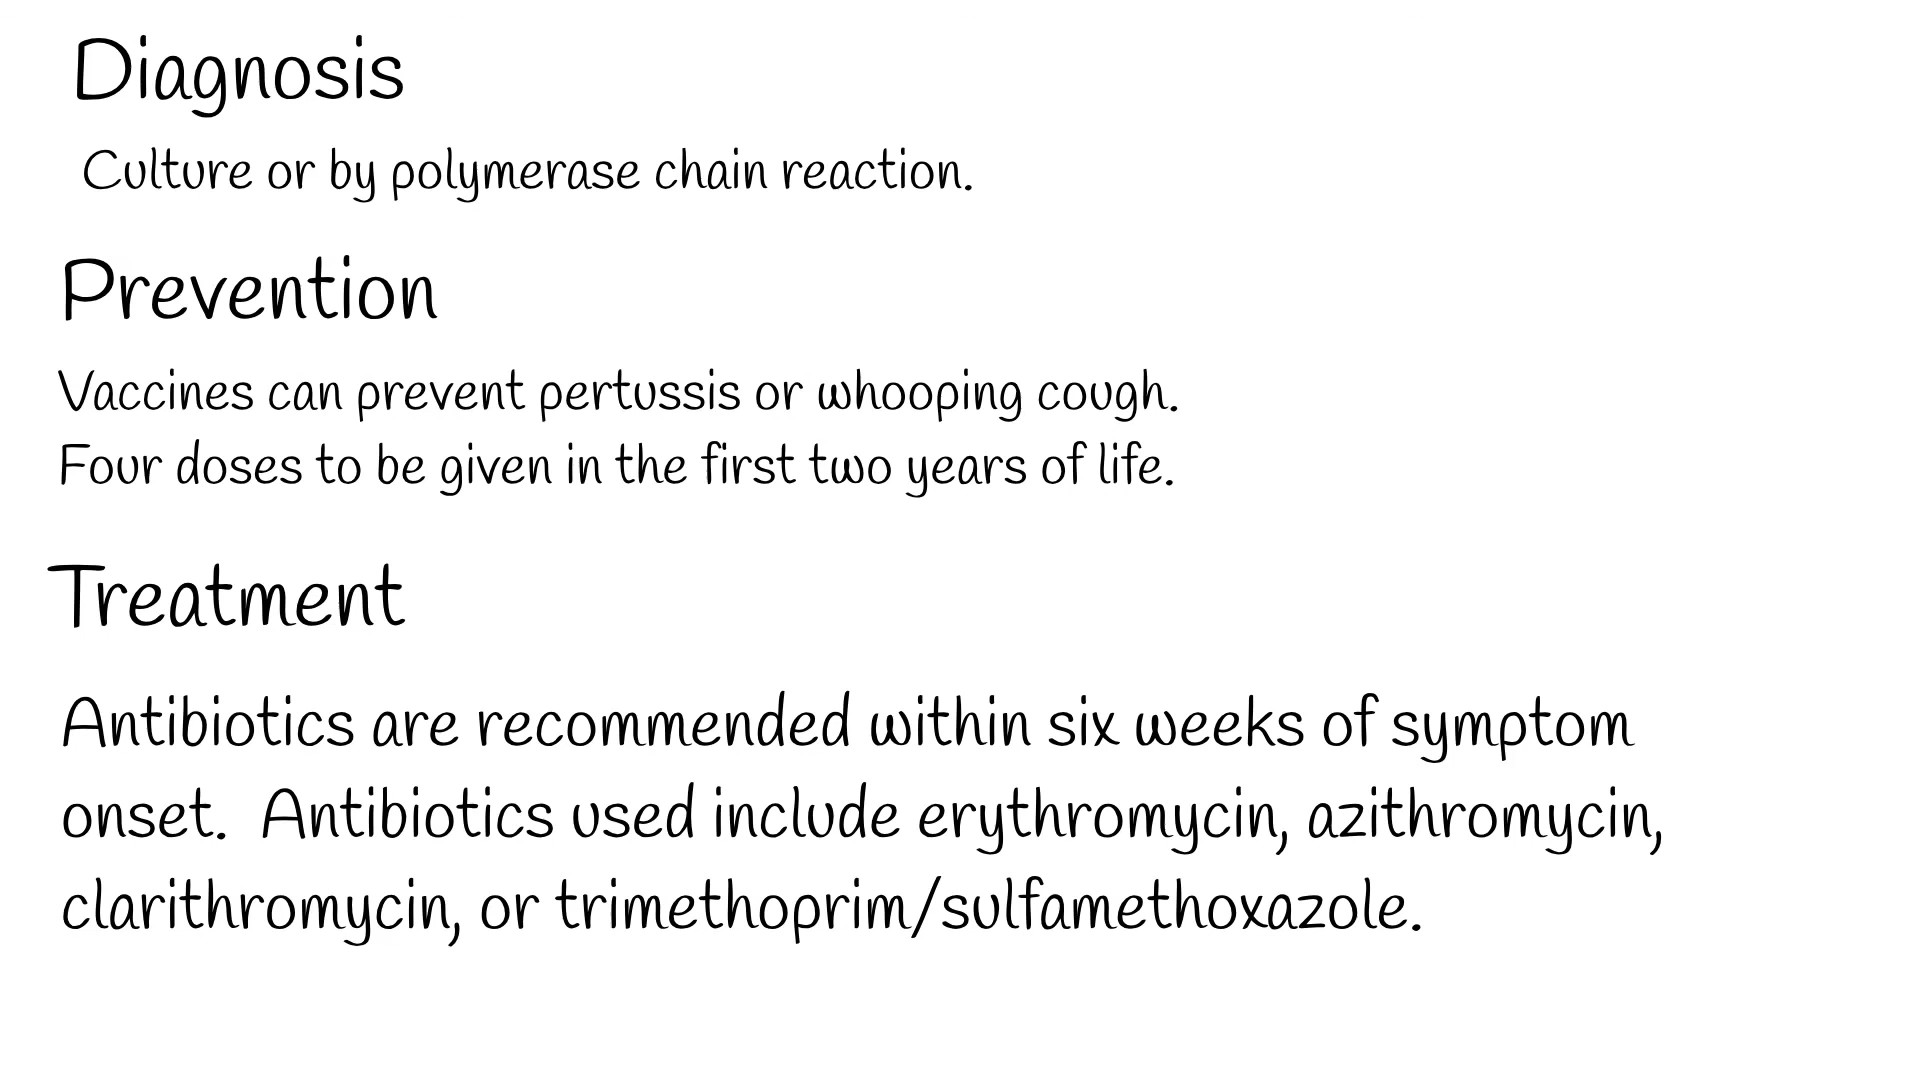 Diagnosis
Culture or by polymerase chain reaction.
Prevention
Vaccines can prevent pertussis or whooping cough.
Four doses to be given in the first two years of life.
Treatment
Antibiotics are recommended within six weeks of symptom
onset.  Antibiotics used include erythromycin, azithromycin,
clarithromycin, or trimethoprim/sulfamethoxazole.